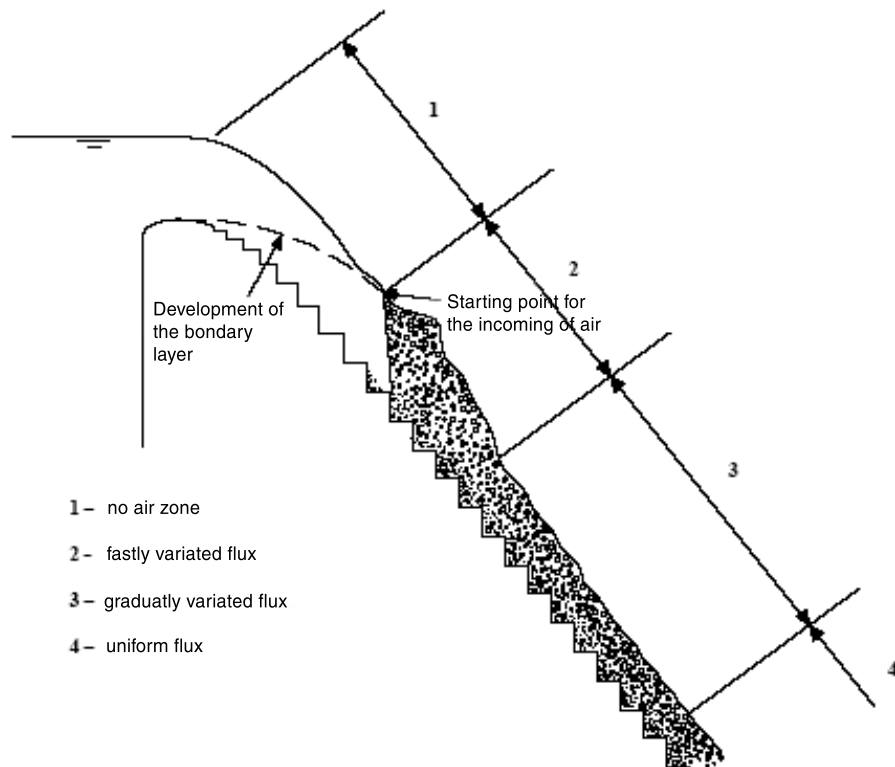 1
2
Starting point for
the incoming of air
Development of
the bondary
layer
3
1 - no air zone
2 - fastly variated flux
3 - graduatly variated flux
4 - uniform flux
4